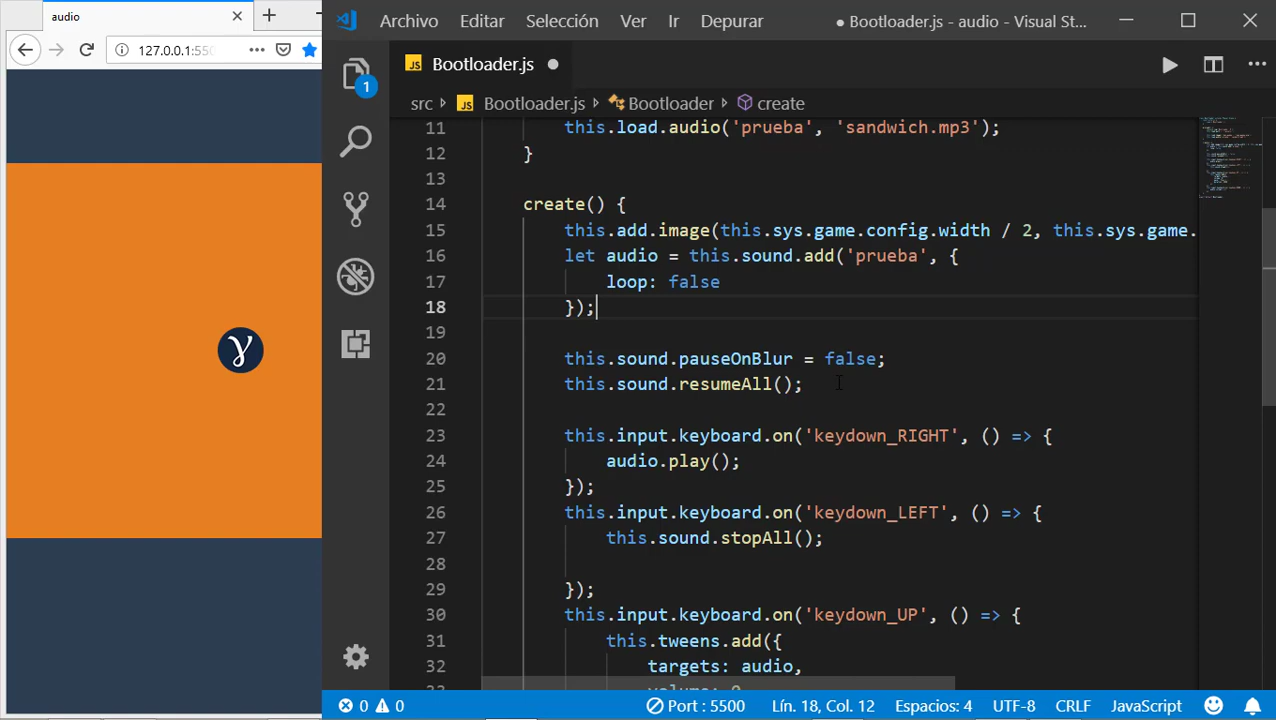 audio
127.0.0.1:550
Archivo Editar Selección Ver Ir Depurar
● Bootloader.js - audio - Visual St...
JS Bootloader.js ●
src > JS Bootloader.js > Bootloader > create
1
11 this.load.audio('prueba', 'sandwich.mp3');
12 }
13
14 create() {
15 this.add.image(this.sys.game.config.width / 2, this.sys.game.
16 let audio = this.sound.add('prueba', {
17 loop: false
18 });
19
20 this.sound.pauseOnBlur = false;
21 this.sound.resumeAll();
22
23 this.input.keyboard.on('keydown_RIGHT', () => {
24 audio.play();
25 });
26 this.input.keyboard.on('keydown_LEFT', () => {
27 this.sound.stopAll();
28
29 });
30 this.input.keyboard.on('keydown_UP', () => {
31 this.tweens.add({
32 targets: audio,
γ
0 0 Port : 5500 Lín. 18, Col. 12 Espacios: 4 UTF-8 CRLF JavaScript